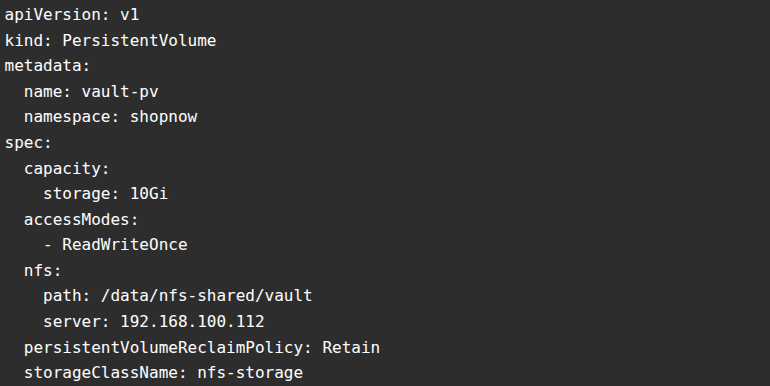 apiVersion: v1
kind: PersistentVolume
metadata:
  name: vault-pv
  namespace: shopnow
spec:
  capacity:
    storage: 10Gi
  accessModes:
    - ReadWriteOnce
  nfs:
    path: /data/nfs-shared/vault
    server: 192.168.100.112
  persistentVolumeReclaimPolicy: Retain
  storageClassName: nfs-storage